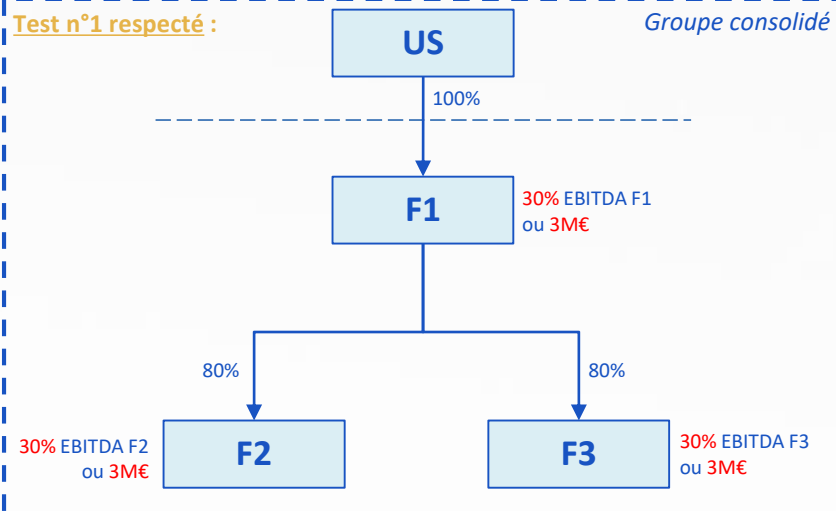 Test n°1 respecté :
Groupe consolidé
US
100%
F1
30% EBITDA F1
ou 3M€
80%
80%
30% EBITDA F2
ou 3M€
F2
F3
30% EBITDA F3
ou 3M€